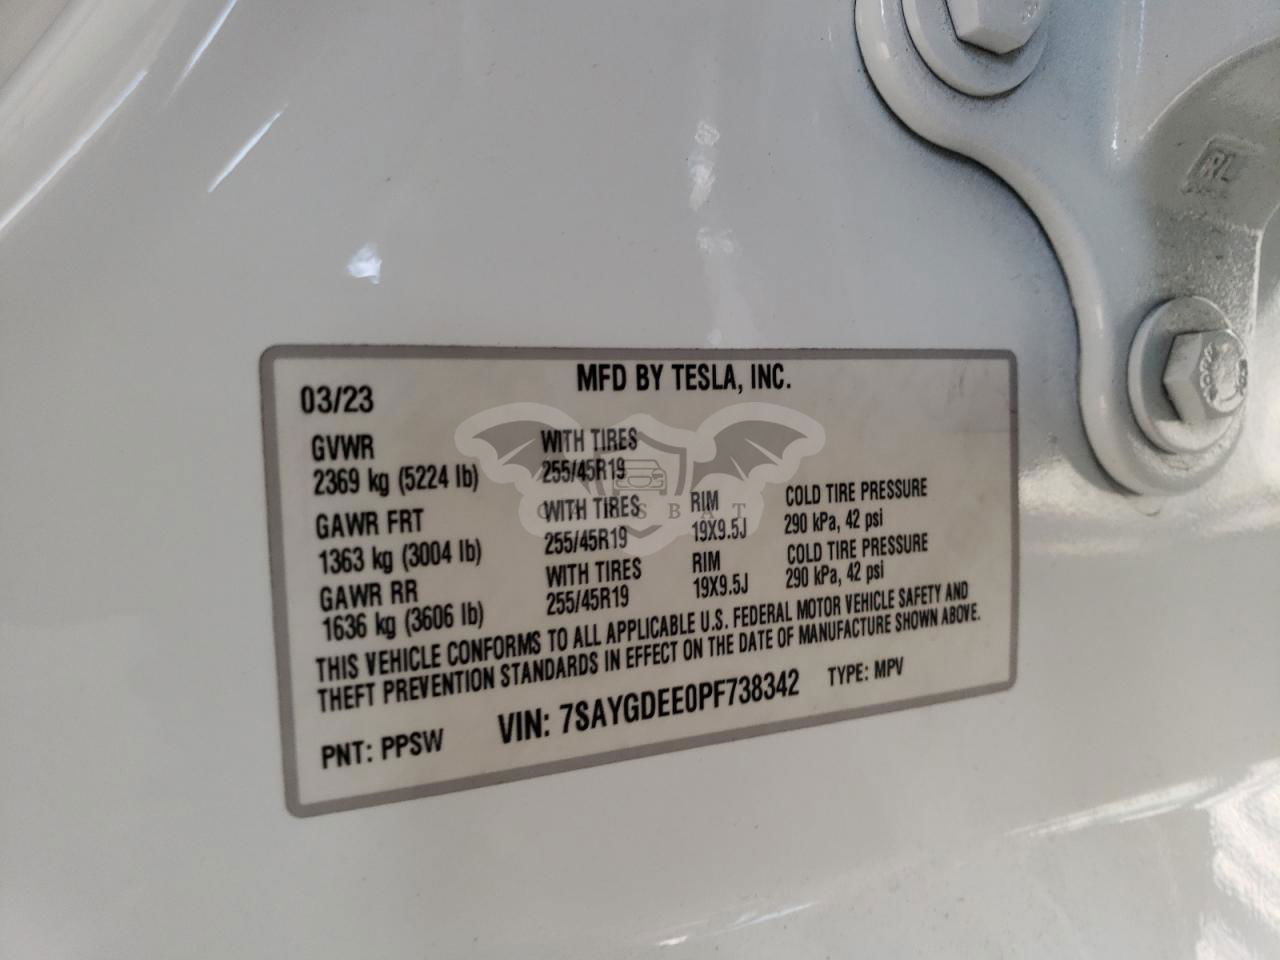 03/23
MFD BY TESLA, INC.
GVWR
2369 kg (5224 lb)
WITH TIRES
255/45R19
GAWR FRT
1363 kg (3004 lb)
WITH TIRES
255/45R19
RIM
19X9.5J
COLD TIRE PRESSURE
290 kPa, 42 psi
GAWR RR
1636 kg (3606 lb)
WITH TIRES
255/45R19
RIM
19X9.5J
COLD TIRE PRESSURE
290 kPa, 42 psi
THIS VEHICLE CONFORMS TO ALL APPLICABLE U.S. FEDERAL MOTOR VEHICLE SAFETY AND
THEFT PREVENTION STANDARDS IN EFFECT ON THE DATE OF MANUFACTURE SHOWN ABOVE.
PNT: PPSW
VIN: 7SAYGDEE0PF738342
TYPE: MPV
RL